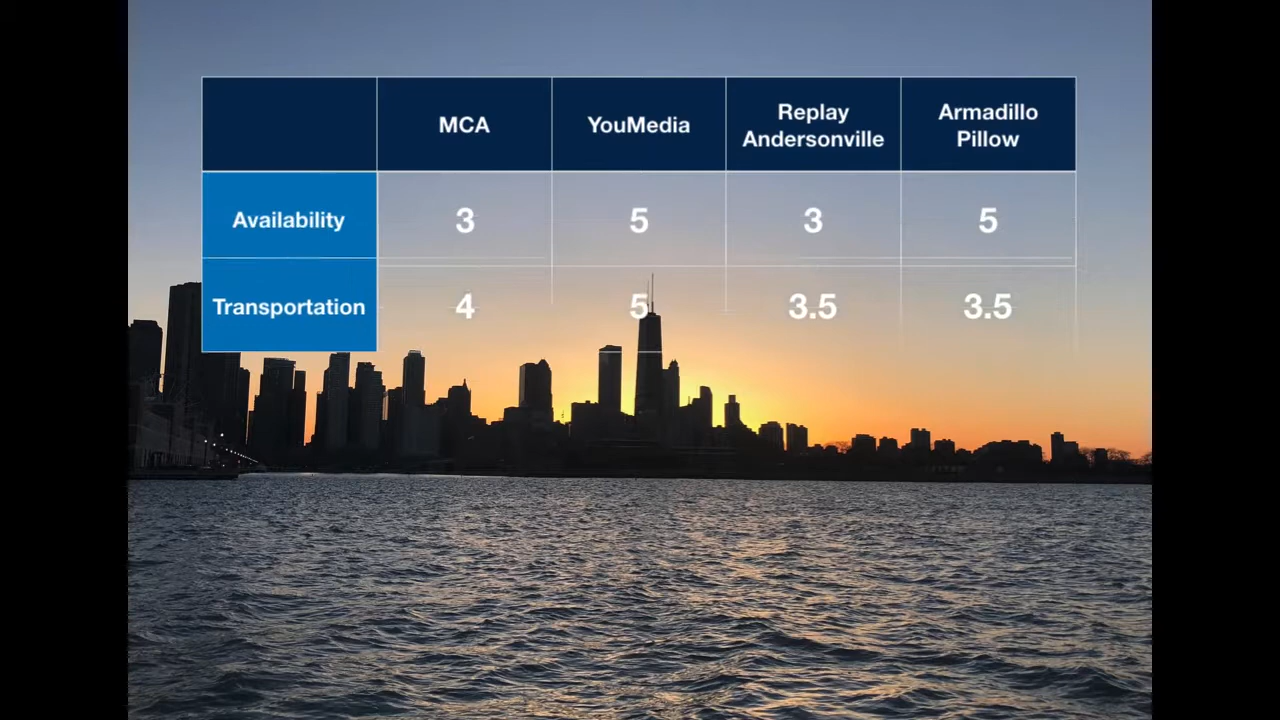 MCA
YouMedia
Replay
Andersonville
Armadillo
Pillow
Availability
3
5
3
5
Transportation
4
5
3.5
3.5